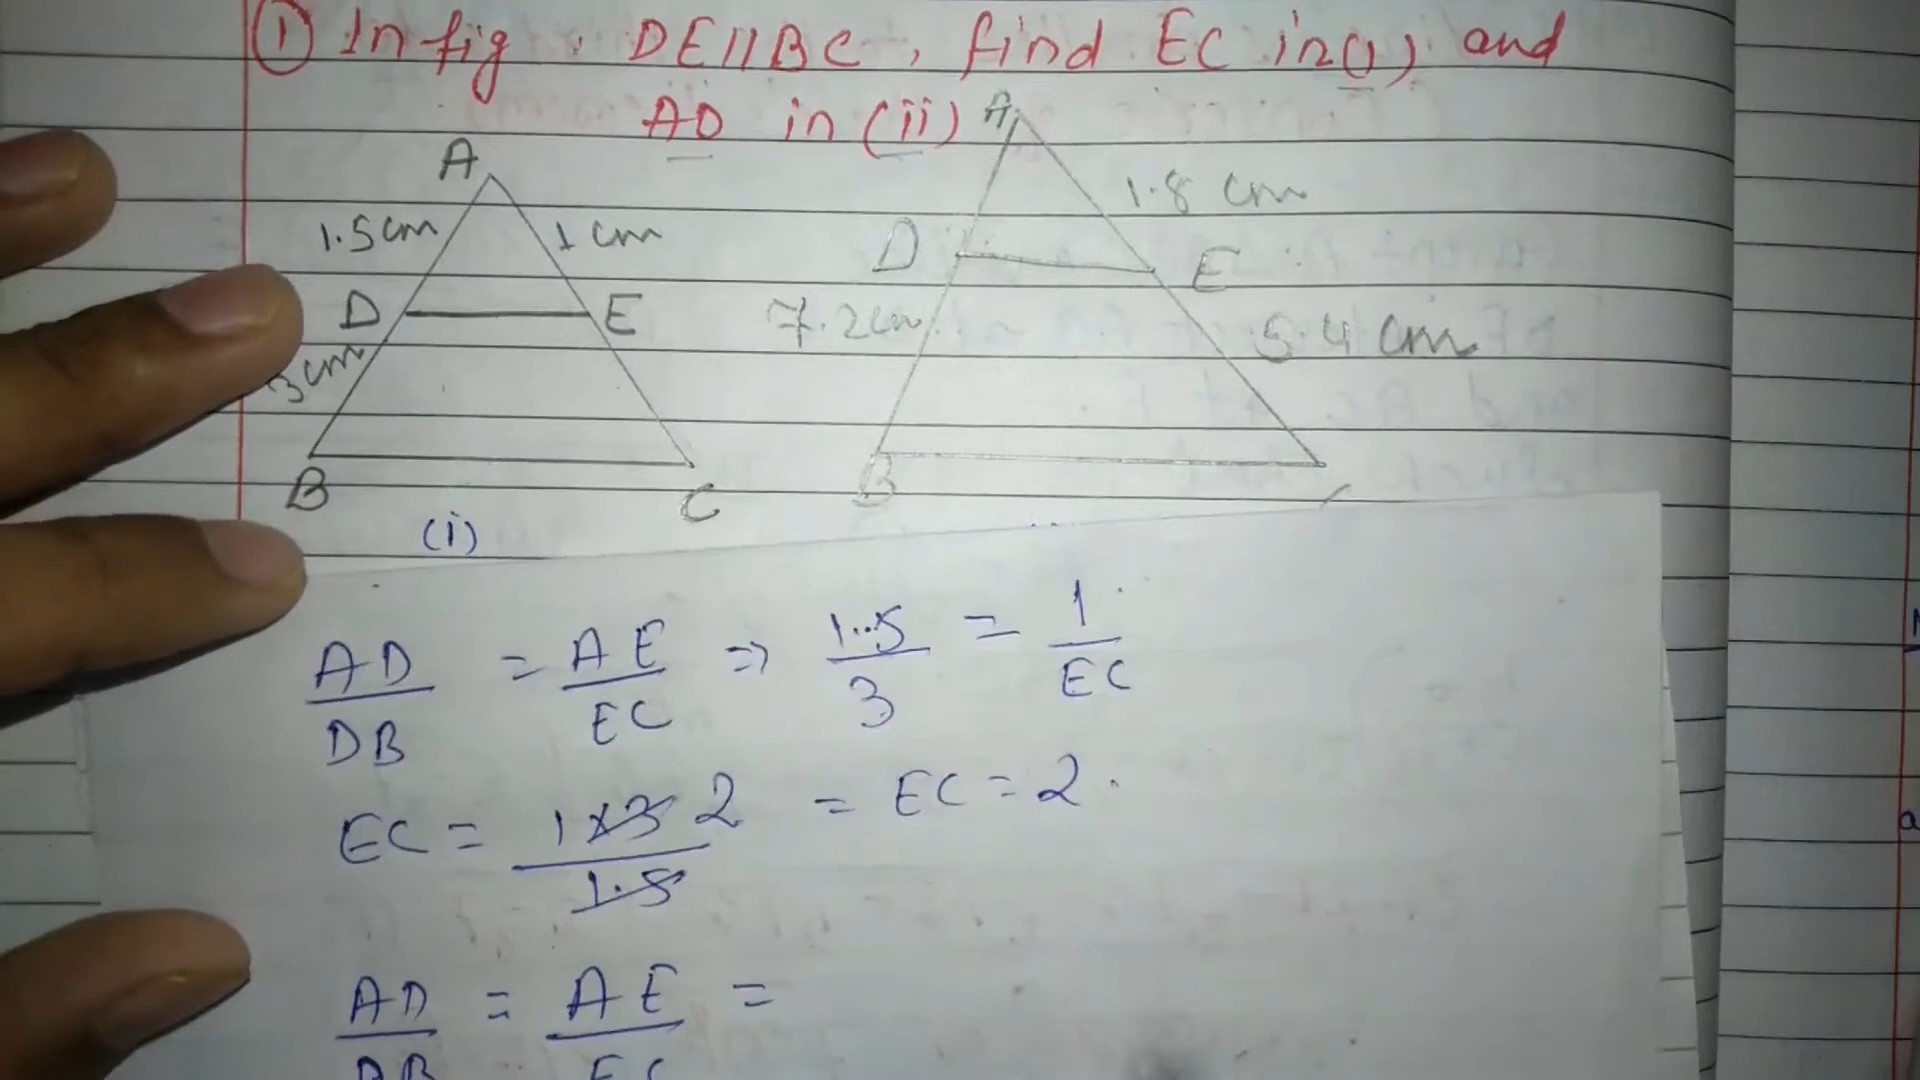 ① In fig . DE||BC, find EC in (i) and
AD in (ii)
A
1.5cm
1 cm
D
E
3cm
B
C
(i)
A
1.8 cm
D
E
7.2cm
5.4 cm
B
AD/DB = AE/EC ⇒ 1.5/3 = 1/EC
EC = 1×3/1.5 2 = EC = 2.
AD/DB = AE/EC =